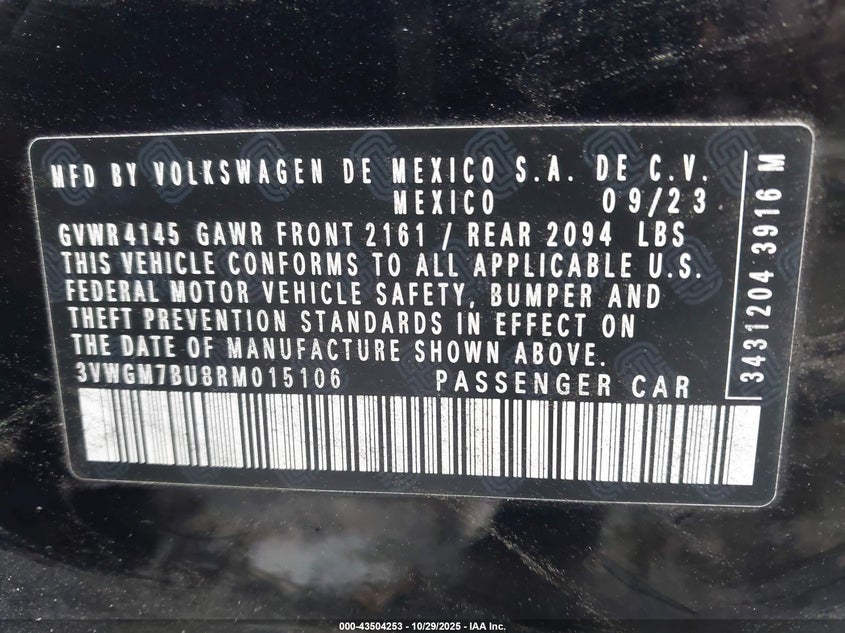 MFD BY VOLKSWAGEN DE MEXICO S.A. DE C.V.
MEXICO 09/23
GVWR4145 GAWR FRONT 2161 / REAR 2094 LBS
THIS VEHICLE CONFORMS TO ALL APPLICABLE U.S.
FEDERAL MOTOR VEHICLE SAFETY, BUMPER AND
THEFT PREVENTION STANDARDS IN EFFECT ON
THE DATE OF MANUFACTURE SHOWN ABOVE.
3VWGM7BU8RM015106 PASSENGER CAR
3431204 3916 M
000-43504253 - 10/29/2025 - IAA Inc.